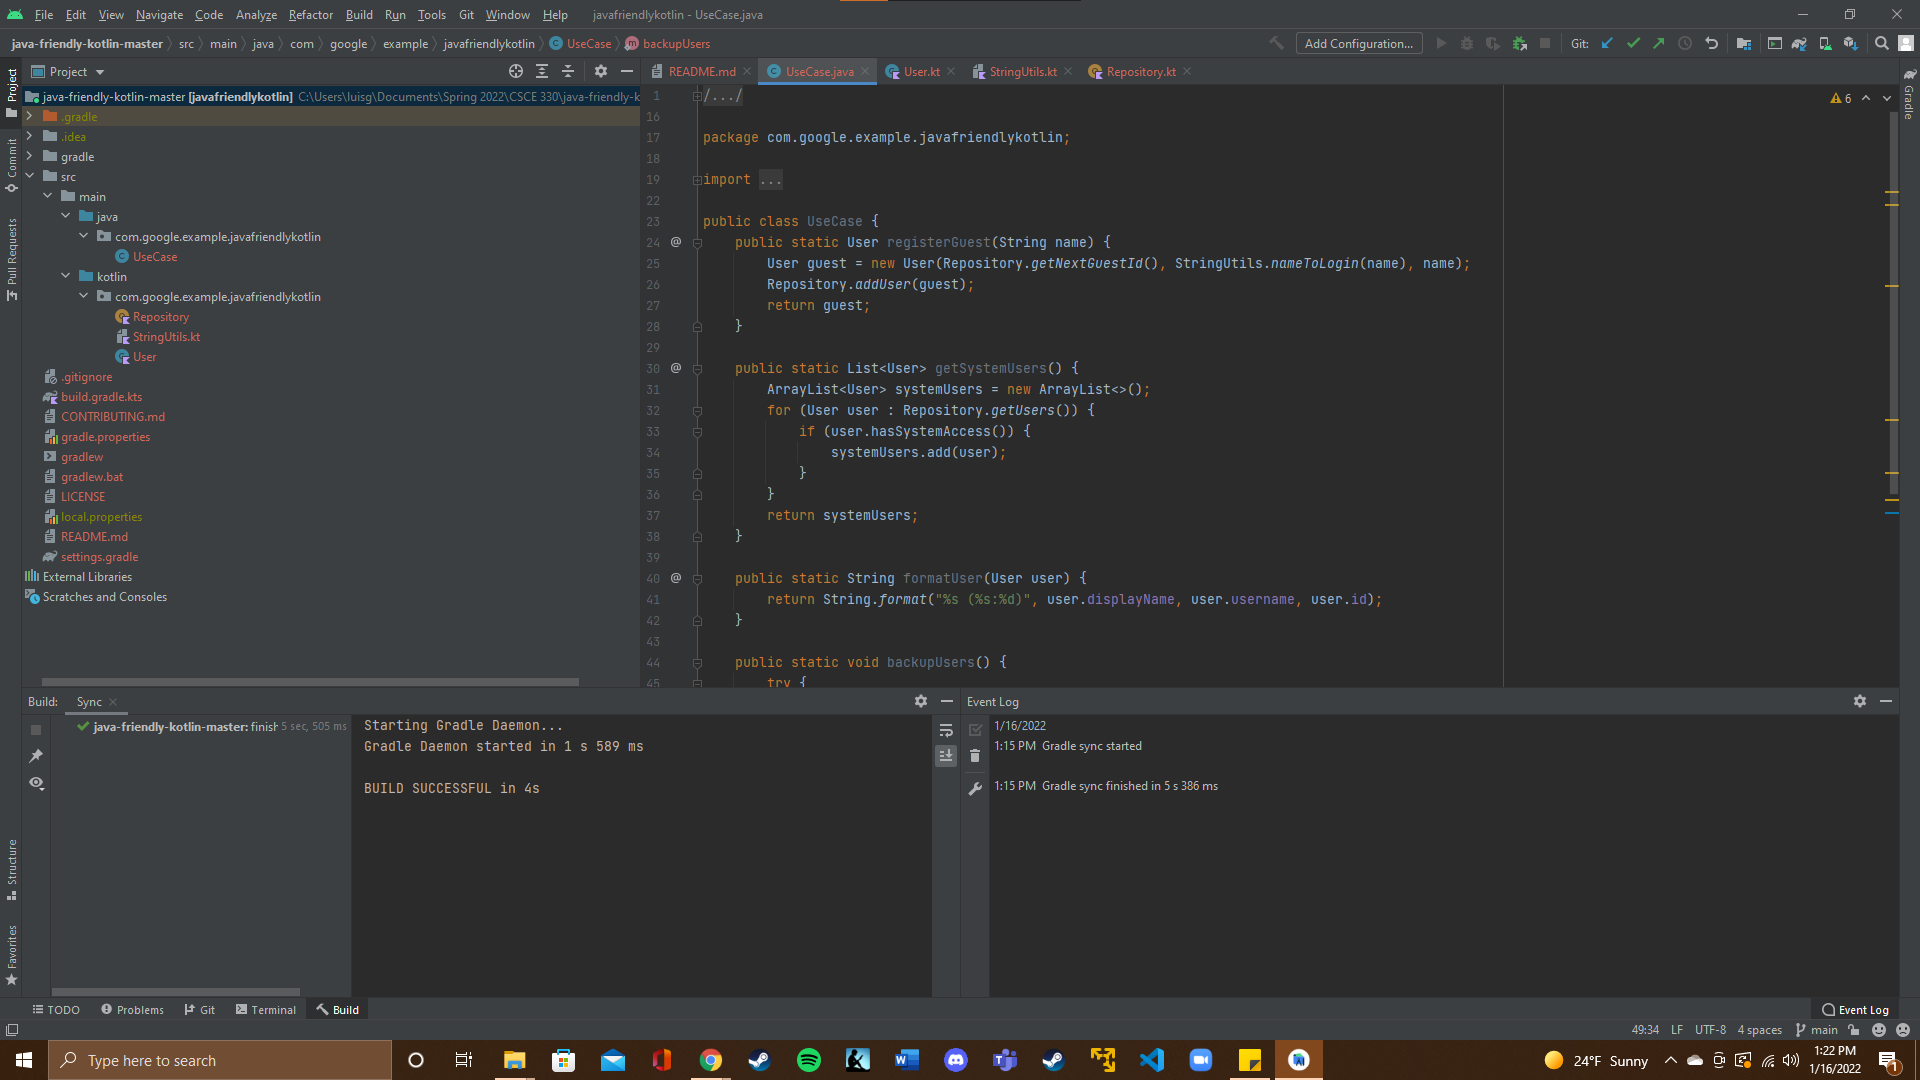 File Edit View Navigate Code Analyze Refactor Build Run Tools Git Window Help javafriendlykotlin - UseCase.java
java-friendly-kotlin-master src main java com google example javafriendlykotlin UseCase backupUsers Add Configuration... Git:
Project
README.md UseCase.java User.kt StringUtils.kt Repository.kt
java-friendly-kotlin-master [javafriendlykotlin] C:\Users\luisg\Documents\Spring 2022\CSCE 330\java-friendly-k
.gradle
.idea
gradle
src
main
java
com.google.example.javafriendlykotlin
UseCase
kotlin
com.google.example.javafriendlykotlin
Repository
StringUtils.kt
User
.gitignore
build.gradle.kts
CONTRIBUTING.md
gradle.properties
gradlew
gradlew.bat
LICENSE
local.properties
README.md
settings.gradle
External Libraries
Scratches and Consoles
Project
Commit
Pull Requests
Structure
Favorites
1 /.../
16
17 package com.google.example.javafriendlykotlin;
18
19 import ...
22
23 public class UseCase {
24 @ public static User registerGuest(String name) {
25 User guest = new User(Repository.getNextGuestId(), StringUtils.nameToLogin(name), name);
26 Repository.addUser(guest);
27 return guest;
28 }
29
30 @ public static List<User> getSystemUsers() {
31 ArrayList<User> systemUsers = new ArrayList<>();
32 for (User user : Repository.getUsers()) {
33 if (user.hasSystemAccess()) {
34 systemUsers.add(user);
35 }
36 }
37 return systemUsers;
38 }
39
40 @ public static String formatUser(User user) {
41 return String.format("%s (%s:%d)", user.displayName, user.username, user.id);
42 }
43
44 public static void backupUsers() {
45 try {
6
Gradle
Build: Sync
java-friendly-kotlin-master: finish 5 sec, 505 ms
Starting Gradle Daemon...
Gradle Daemon started in 1 s 589 ms
BUILD SUCCESSFUL in 4s
Event Log
1/16/2022
1:15 PM Gradle sync started
1:15 PM Gradle sync finished in 5 s 386 ms
TODO Problems Git Terminal Build Event Log
49:34 LF UTF-8 4 spaces main
Type here to search
24°F Sunny
1:22 PM
1/16/2022
1